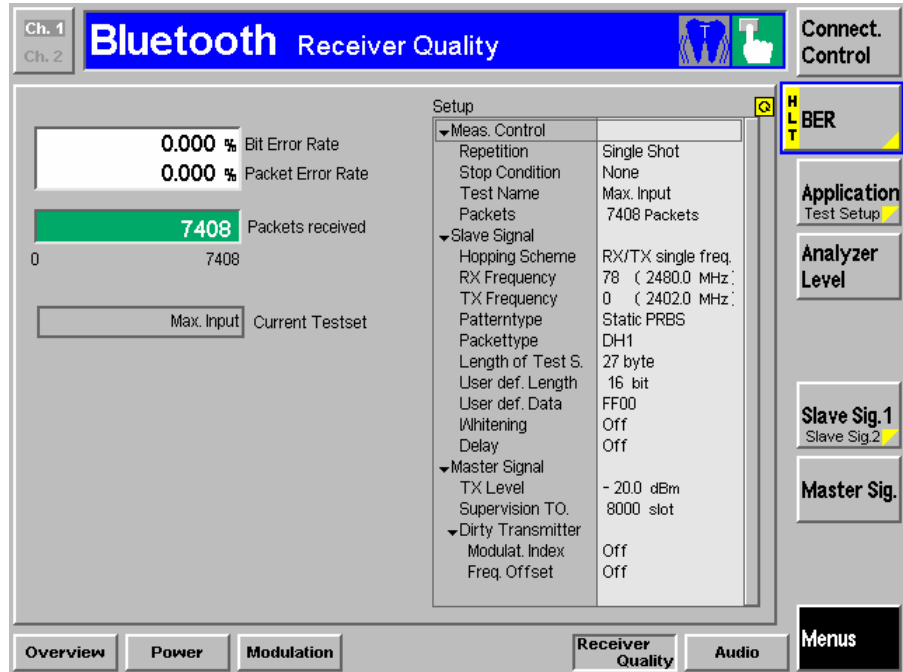 Ch. 1
Ch. 2
Bluetooth Receiver Quality
T
Connect.
Control
0.000 % Bit Error Rate
0.000 % Packet Error Rate
7408 Packets received
0 7408
Max. Input Current Testset
Setup
Meas. Control
Repetition Single Shot
Stop Condition None
Test Name Max. Input
Packets 7408 Packets
Slave Signal
Hopping Scheme RX/TX single freq.
RX Frequency 78 ( 2480.0 MHz)
TX Frequency 0 ( 2402.0 MHz)
Patterntype Static PRBS
Packettype DH1
Length of Test S. 27 byte
User def. Length 16 bit
User def. Data FF00
Whitening Off
Delay Off
Master Signal
TX Level - 20.0 dBm
Supervision TO. 8000 slot
Dirty Transmitter
Modulat. Index Off
Freq. Offset Off
HLT BER
Application
Test Setup
Analyzer
Level
Slave Sig.1
Slave Sig.2
Master Sig.
Menus
Overview Power Modulation Receiver Quality Audio